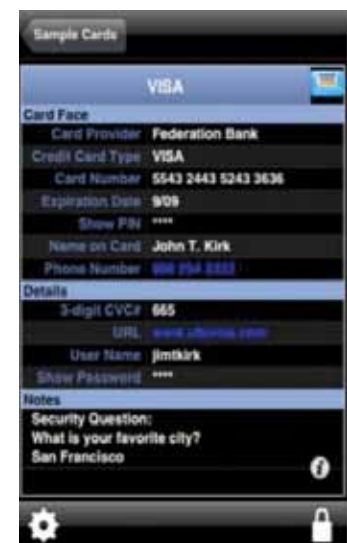 Sample Cards
VISA
Card Face
Card Provider Federation Bank
Credit Card Type VISA
Card Number 5543 2443 5243 3636
Expiration Date 9/09
Show PIN ****
Name on Card John T. Kirk
Phone Number
Details
3-digit CVC# 665
URL
User Name jimtkirk
Show Password ****
Notes
Security Question:
What is your favorite city?
San Francisco
i